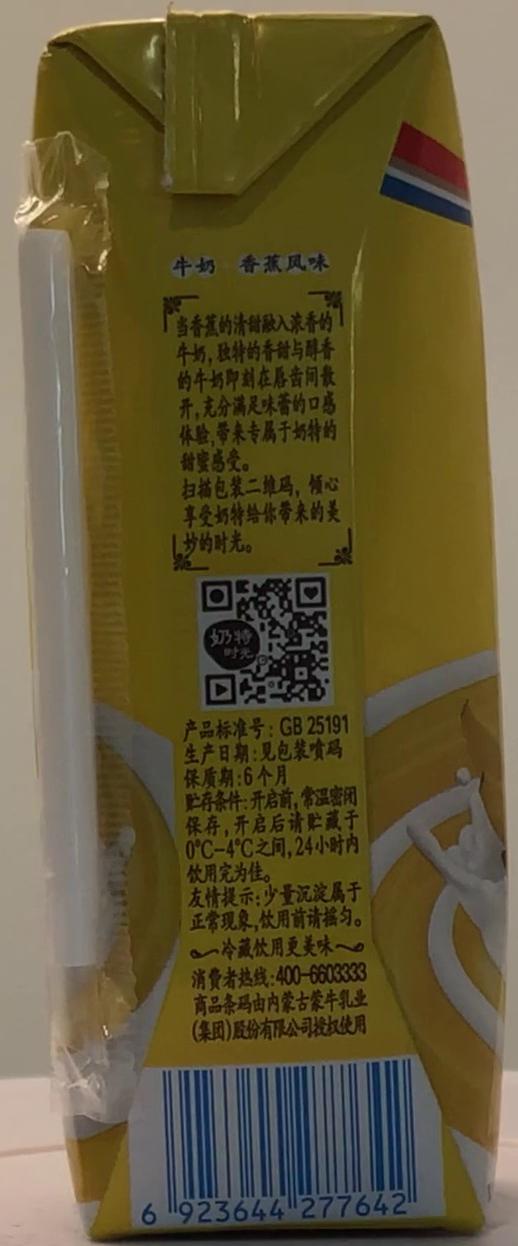 牛奶 香蕉风味
当香蕉的清甜融入浓香的
牛奶,独特的香甜与醇香
的牛奶即刻在唇齿间散
开,充分满足味蕾的口感
体验,带来专属于奶特的
甜蜜感受。
扫描包装二维码，倾心
享受奶特给你带来的美
妙的时光。
奶特
时光
产品标准号：GB 25191
生产日期:见包装喷码
保质期:6个月
贮存条件:开启前,常温密闭
保存,开启后请贮藏于
0℃-4℃之间,24小时内
饮用完为佳。
友情提示:少量沉淀属于
正常现象,饮用前请摇匀。
冷藏饮用更美味
消费者热线:400-6603333
商品条码由内蒙古蒙牛乳业
(集团)股份有限公司授权使用
6 923644 277642